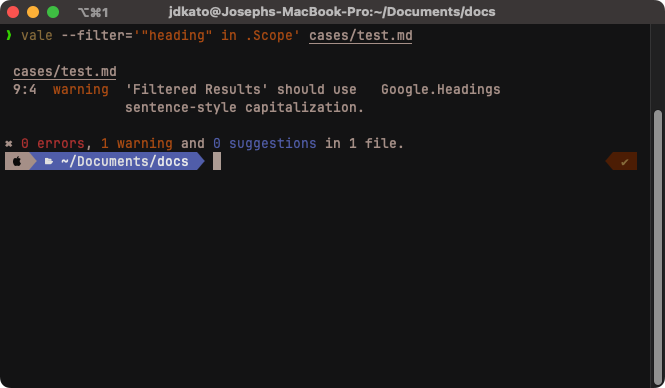 ⌥⌘1 jdkato@Josephs-MacBook-Pro:~/Documents/docs
❯ vale --filter='"heading" in .Scope' cases/test.md
cases/test.md
9:4 warning 'Filtered Results' should use Google.Headings
sentence-style capitalization.
✖ 0 errors, 1 warning and 0 suggestions in 1 file.
~/Documents/docs ✔